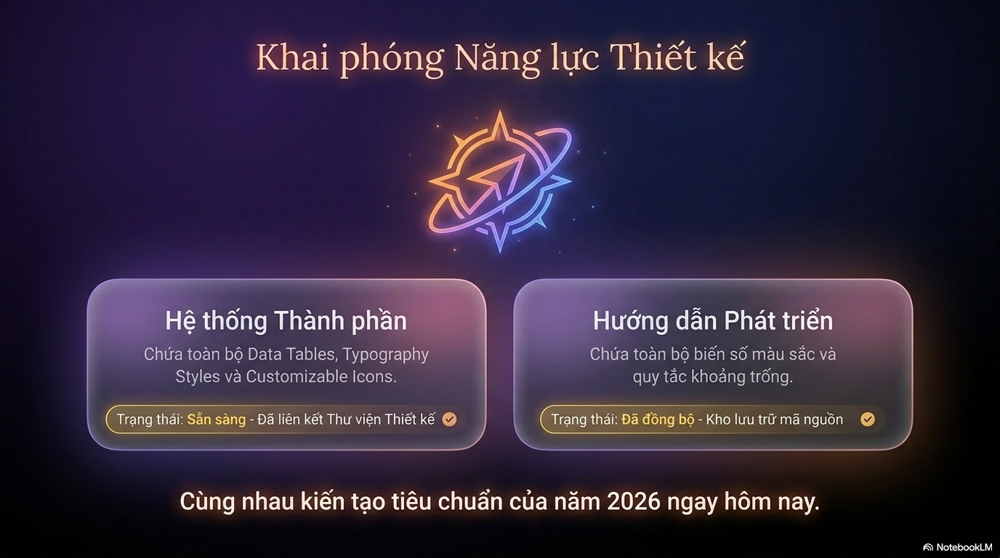 Khai phóng Năng lực Thiết kế
Hệ thống Thành phần
Chứa toàn bộ Data Tables, Typography
Styles và Customizable Icons.
Trạng thái: Sẵn sàng - Đã liên kết Thư viện Thiết kế
Hướng dẫn Phát triển
Chứa toàn bộ biến số màu sắc và
quy tắc khoảng trống.
Trạng thái: Đã đồng bộ - Kho lưu trữ mã nguồn
Cùng nhau kiến tạo tiêu chuẩn của năm 2026 ngay hôm nay.
NotebookLM